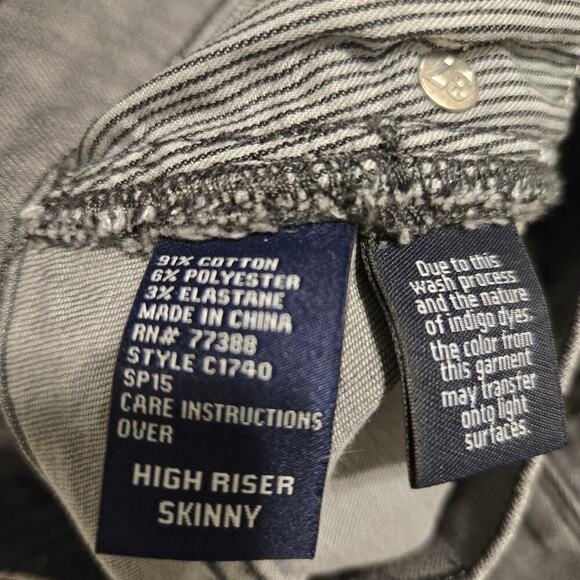 91% COTTON
6% POLYESTER
3% ELASTANE
MADE IN CHINA
RN# 77388
STYLE C1740
SP15
CARE INSTRUCTIONS
OVER
HIGH RISER
SKINNY
Due to this
wash process
and the nature
of Indigo dyes,
the color from
this garment
may transfer
onto light
surfaces.